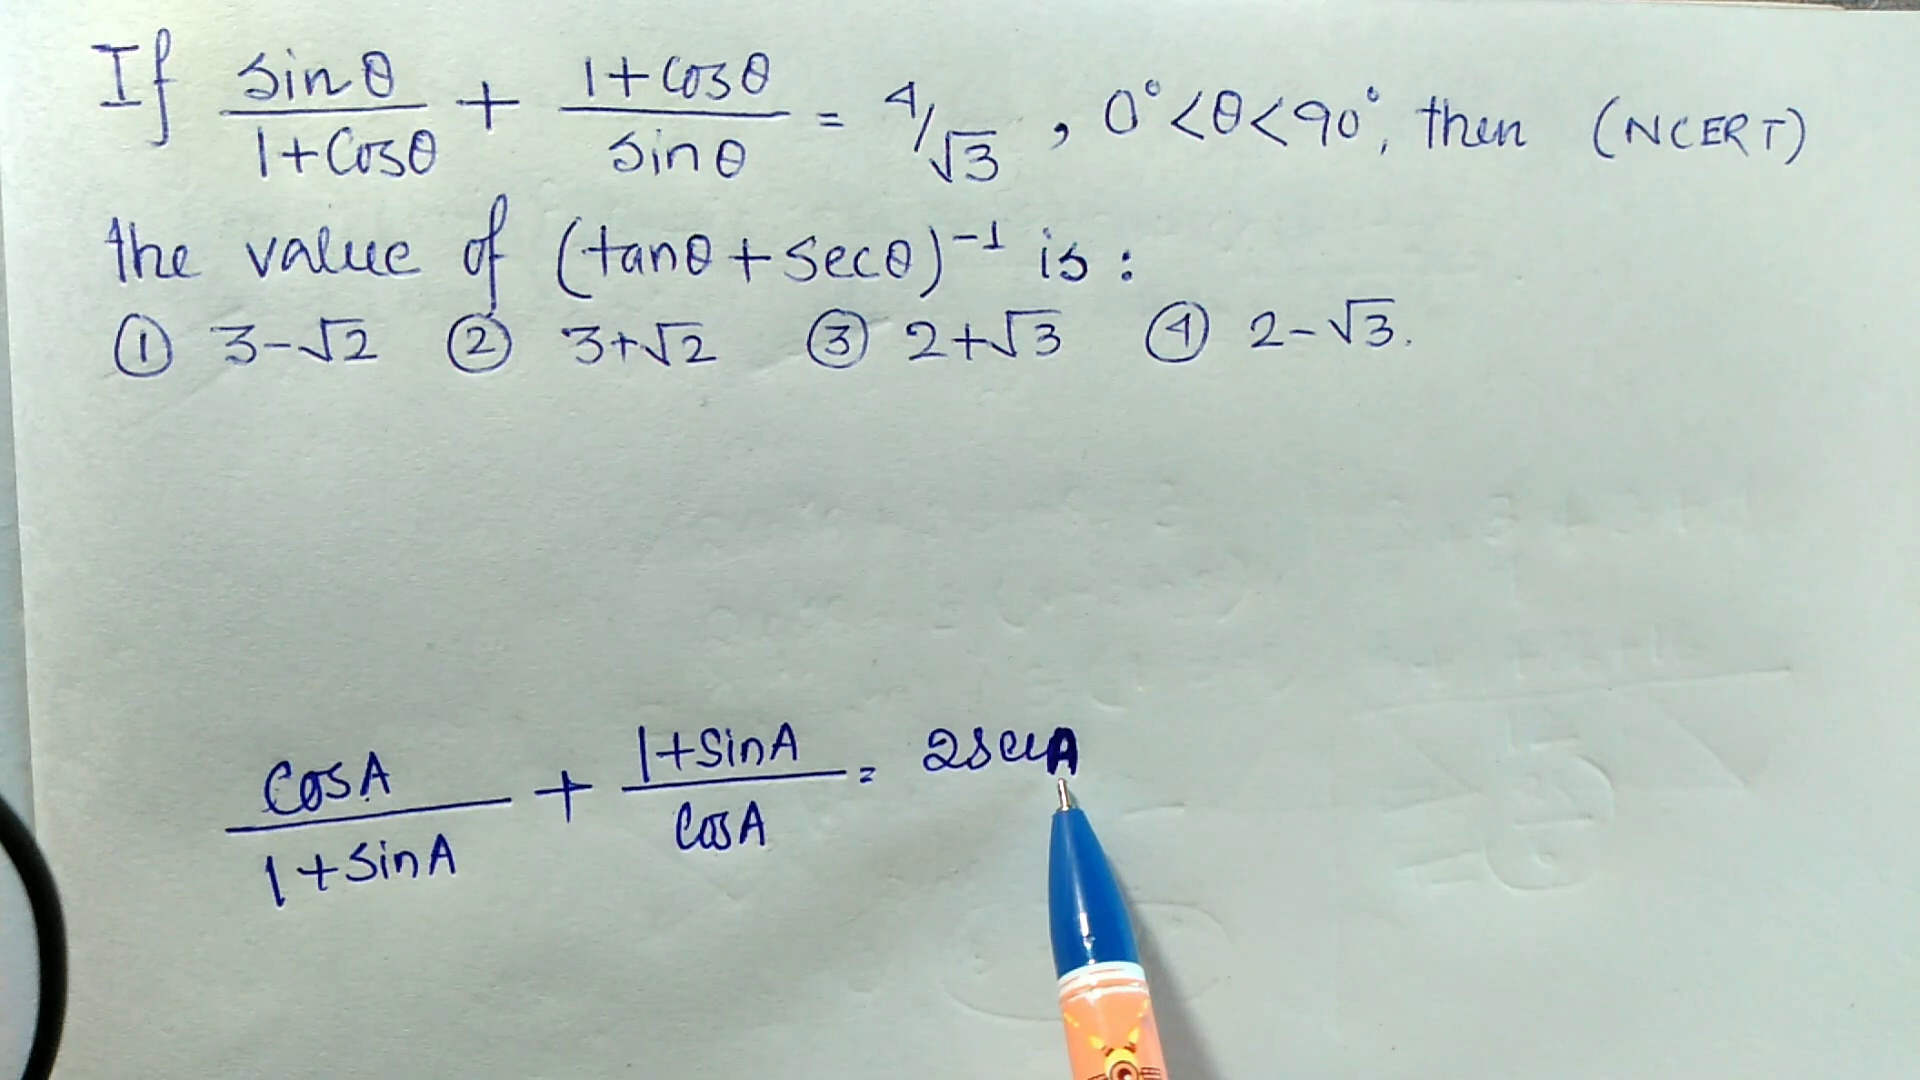 If sinθ/1+Cosθ + 1+Cosθ/sinθ = 4/√3 , 0°<θ<90°, then (NCERT)
the value of (tanθ+secθ)⁻¹ is :
① 3-√2 ② 3+√2 ③ 2+√3 ④ 2-√3.
CosA/1+SinA + 1+SinA/CosA = 2secA